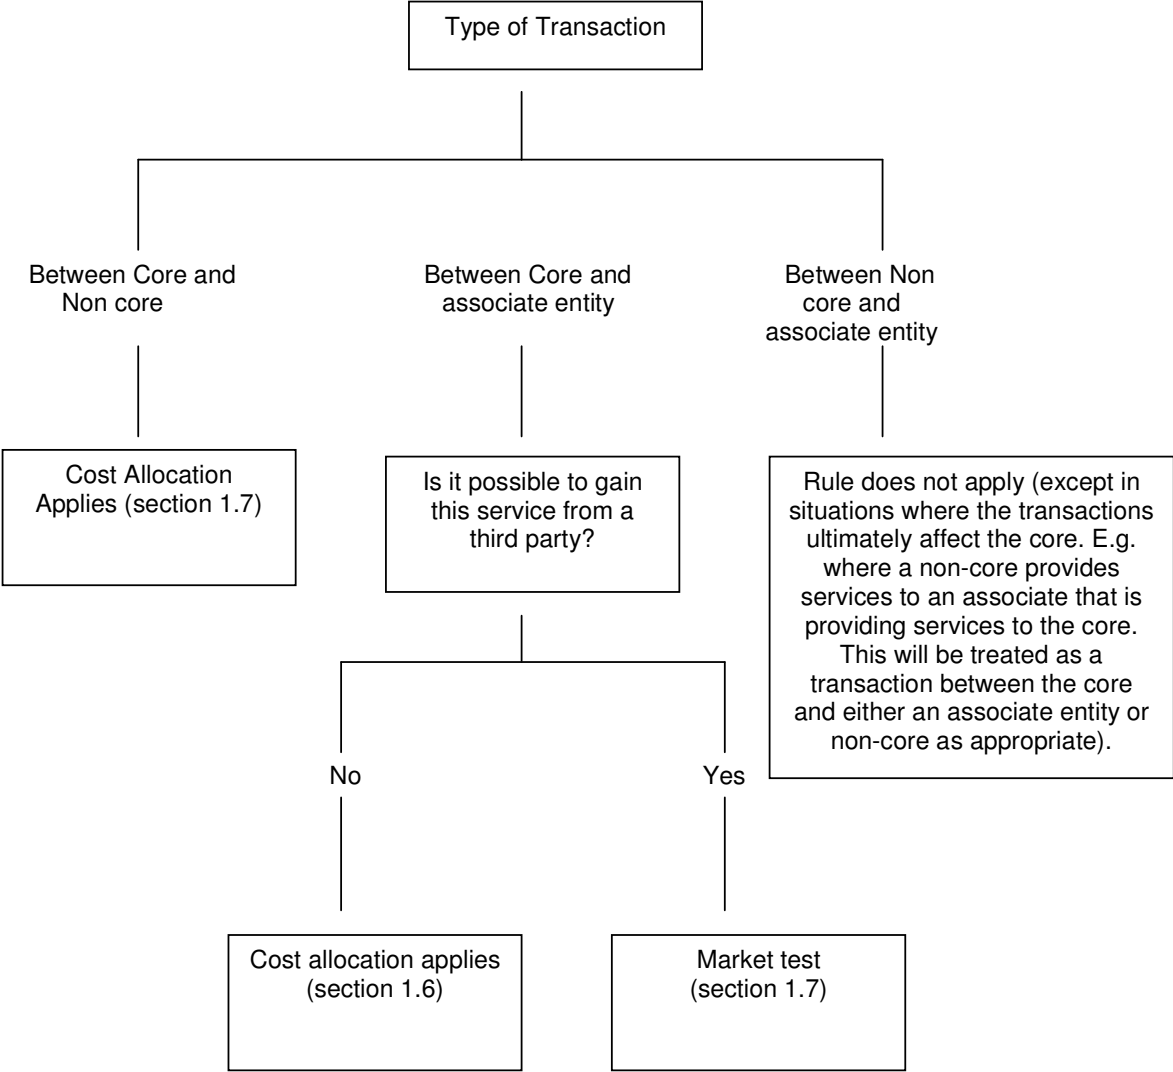 Type of Transaction
Between Core and
Non core
Between Core and
associate entity
Between Non
core and
associate entity
Cost Allocation
Applies (section 1.7)
Is it possible to gain
this service from a
third party?
Rule does not apply (except in
situations where the transactions
ultimately affect the core. E.g.
where a non-core provides
services to an associate that is
providing services to the core.
This will be treated as a
transaction between the core
and either an associate entity or
non-core as appropriate).
No
Yes
Cost allocation applies
(section 1.6)
Market test
(section 1.7)